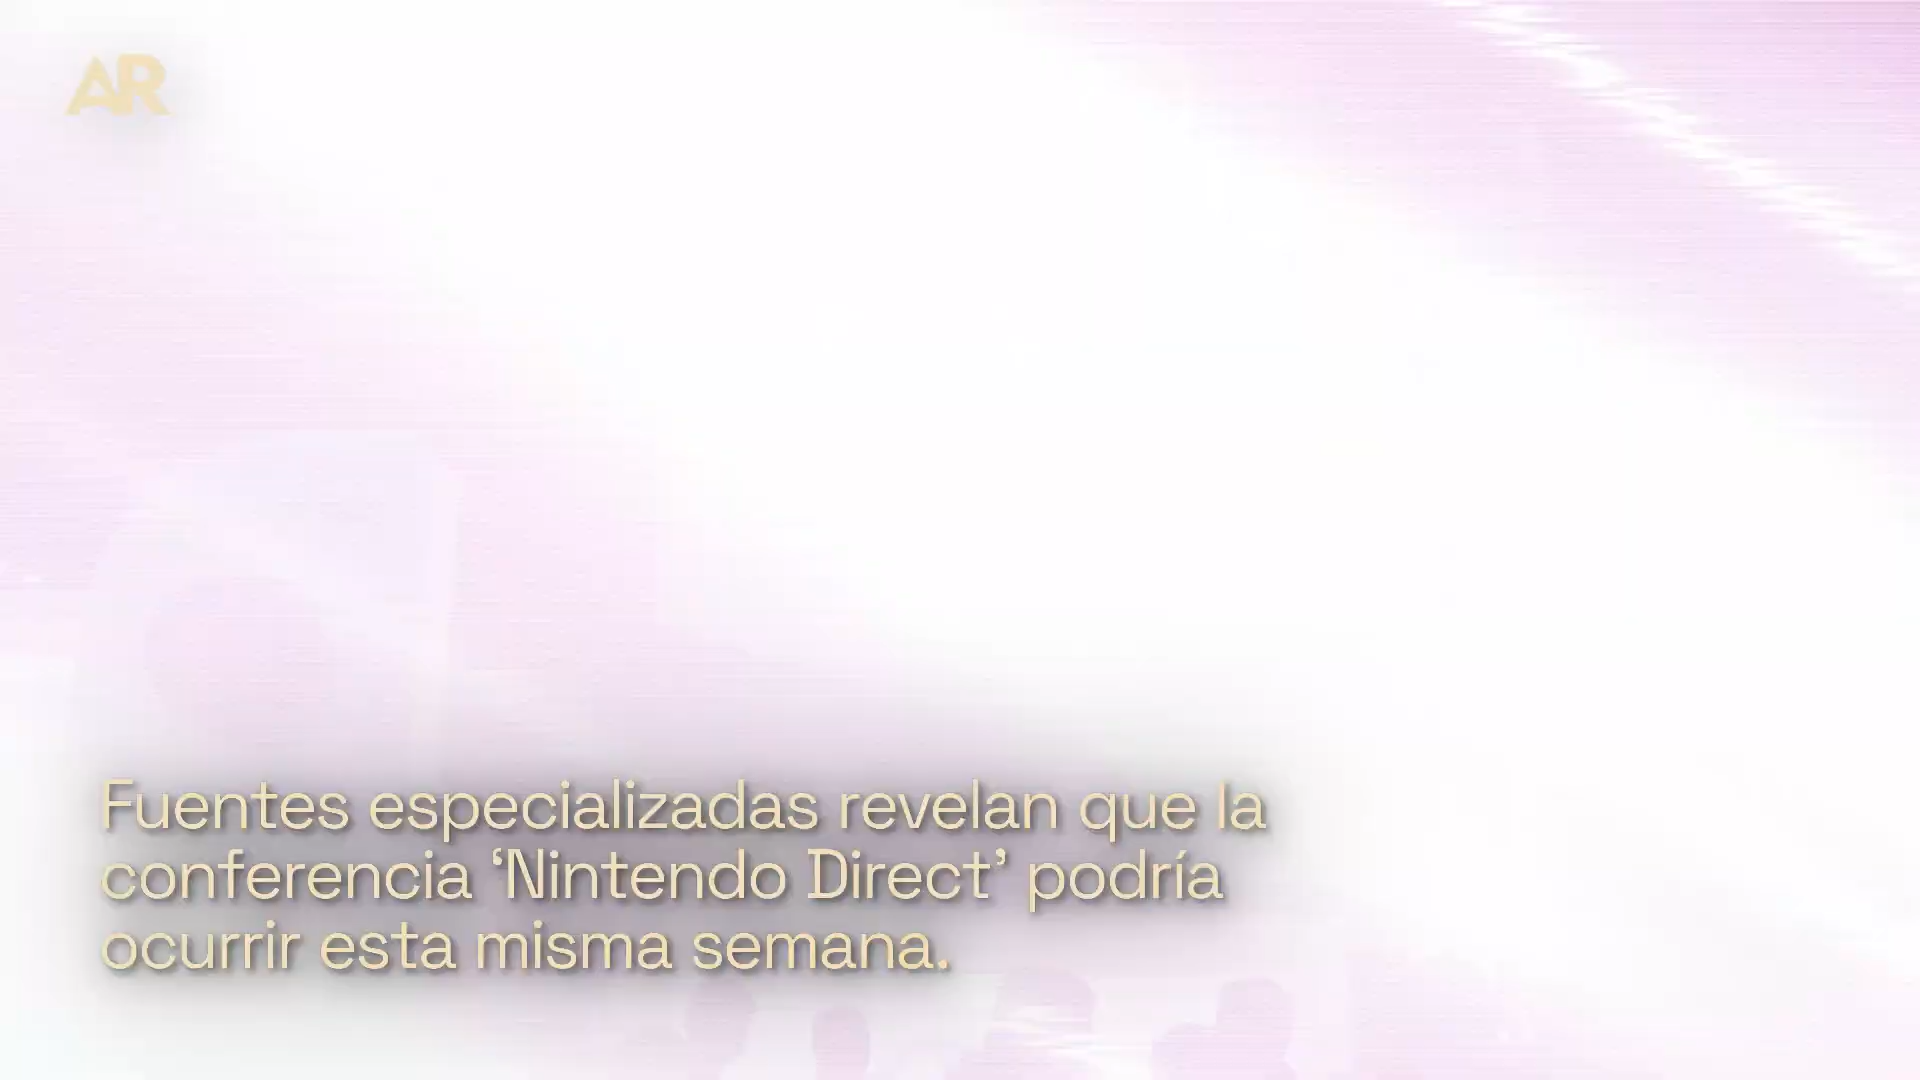 AR
Fuentes especializadas revelan que la
conferencia ‘Nintendo Direct’ podría
ocurrir esta misma semana.